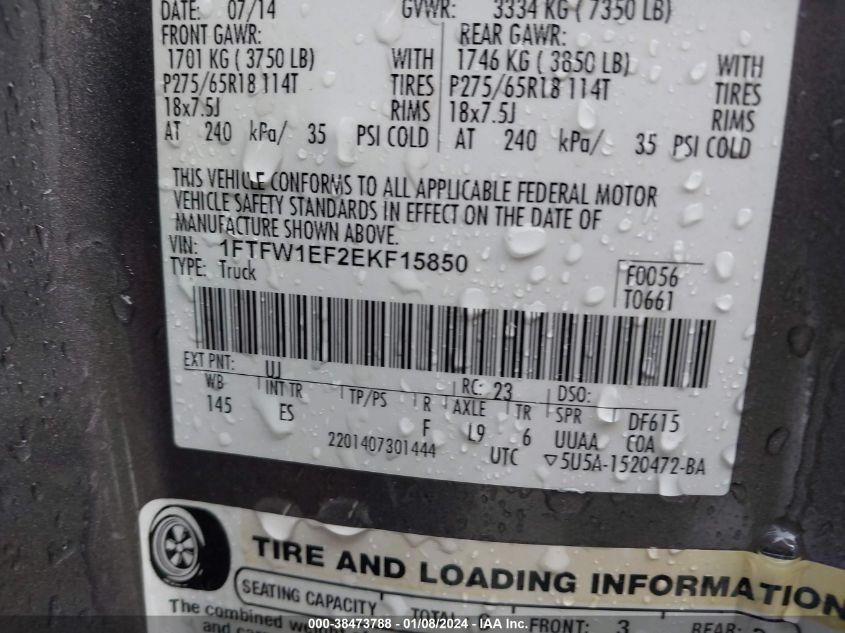 DATE: 07/14 GVWR: 3334 KG ( 7350 LB)
FRONT GAWR: REAR GAWR:
1701 KG ( 3750 LB) WITH 1746 KG ( 3850 LB) WITH
P275/65R18 114T TIRES P275/65R18 114T TIRES
18x7.5J RIMS 18x7.5J RIMS
AT 240 kPa/ 35 PSI COLD AT 240 kPa/ 35 PSI COLD
THIS VEHICLE CONFORMS TO ALL APPLICABLE FEDERAL MOTOR
VEHICLE SAFETY STANDARDS IN EFFECT ON THE DATE OF
MANUFACTURE SHOWN ABOVE.
VIN: 1FTFW1EF2EKF15850
TYPE: Truck
F0056
T0661
EXT PNT: UJ RC: 23 DSO:
WB INT TR TP/PS R AXLE TR SPR DF615
145 ES F L9 6 UUAA COA
2201407301444 UTC ▽5U5A-1520472-BA
TIRE AND LOADING INFORMATION
SEATING CAPACITY TOTAL FRONT: 3 REAR:
The combined
000-38473788 - 01/08/2024 - IAA, Inc.